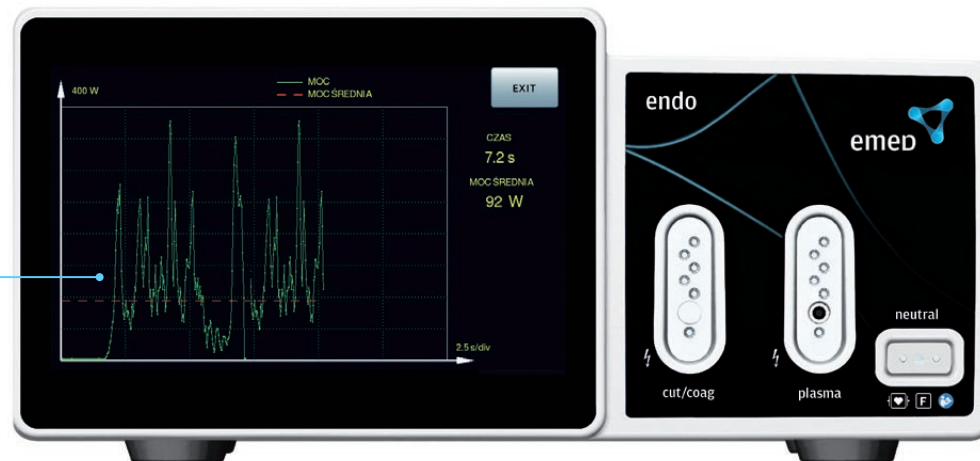 400 W
MOC
MOC ŚREDNIA
EXIT
CZAS
7.2 s
MOC ŚREDNIA
92 W
2.5 s/div
endo
emed
cut/coag
plasma
neutral
F